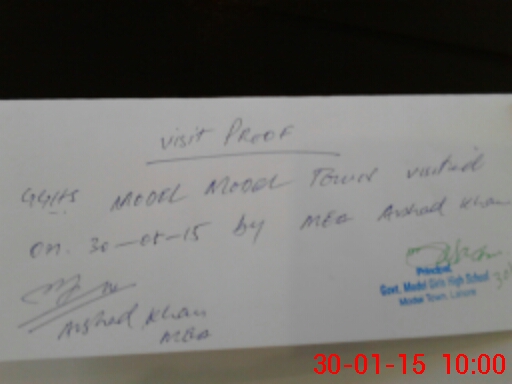 visit PROOF
GGHS MODEL MODEL TOWN visited
on. 30-01-15 by MEA Arshad Khan
Arshad Khan
MEA
Principal
Govt. Model Girls High School
Model Town, Lahore
30-01-15 10:00